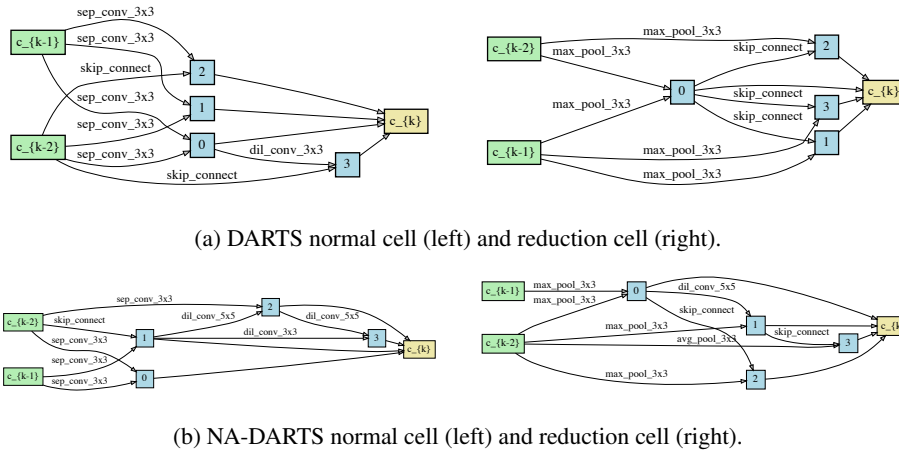 sep_conv_3x3
c_{k-1}
sep_conv_3x3
skip_connect
2
sep_conv_3x3
1
sep_conv_3x3
c_{k-2}
0
sep_conv_3x3
dil_conv_3x3
skip_connect
3
c_{k}
c_{k-2}
max_pool_3x3
max_pool_3x3
skip_connect
2
0
skip_connect
c_{k}
max_pool_3x3
3
skip_connect
1
c_{k-1}
max_pool_3x3
max_pool_3x3
(a) DARTS normal cell (left) and reduction cell (right).
sep_conv_3x3
2
c_{k-2}
skip_connect
dil_conv_5x5
dil_conv_5x5
sep_conv_3x3
1
dil_conv_3x3
3
c_{k}
sep_conv_3x3
c_{k-1}
sep_conv_3x3
0
c_{k-1}
max_pool_3x3
0
dil_conv_5x5
max_pool_3x3
skip_connect
max_pool_3x3
1
skip_connect
c_{k-2}
avg_pool_3x3
3
max_pool_3x3
2
(b) NA-DARTS normal cell (left) and reduction cell (right).